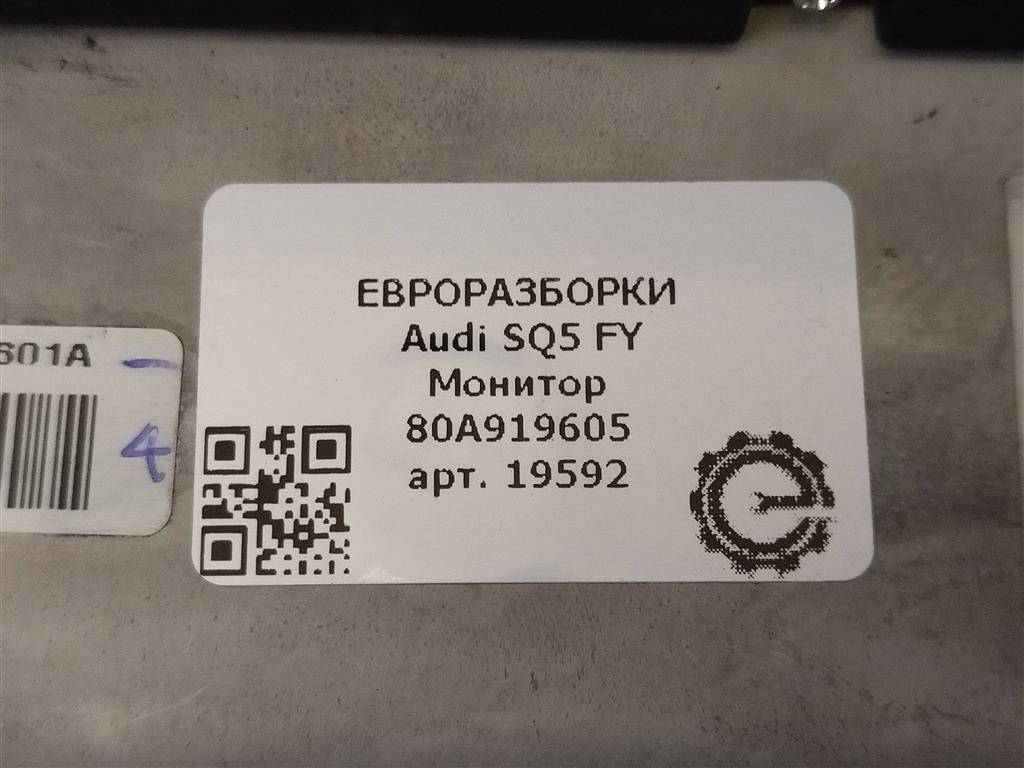 ЕВРОРАЗБОРКИ
Audi SQ5 FY
Монитор
80A919605
арт. 19592
601A
4